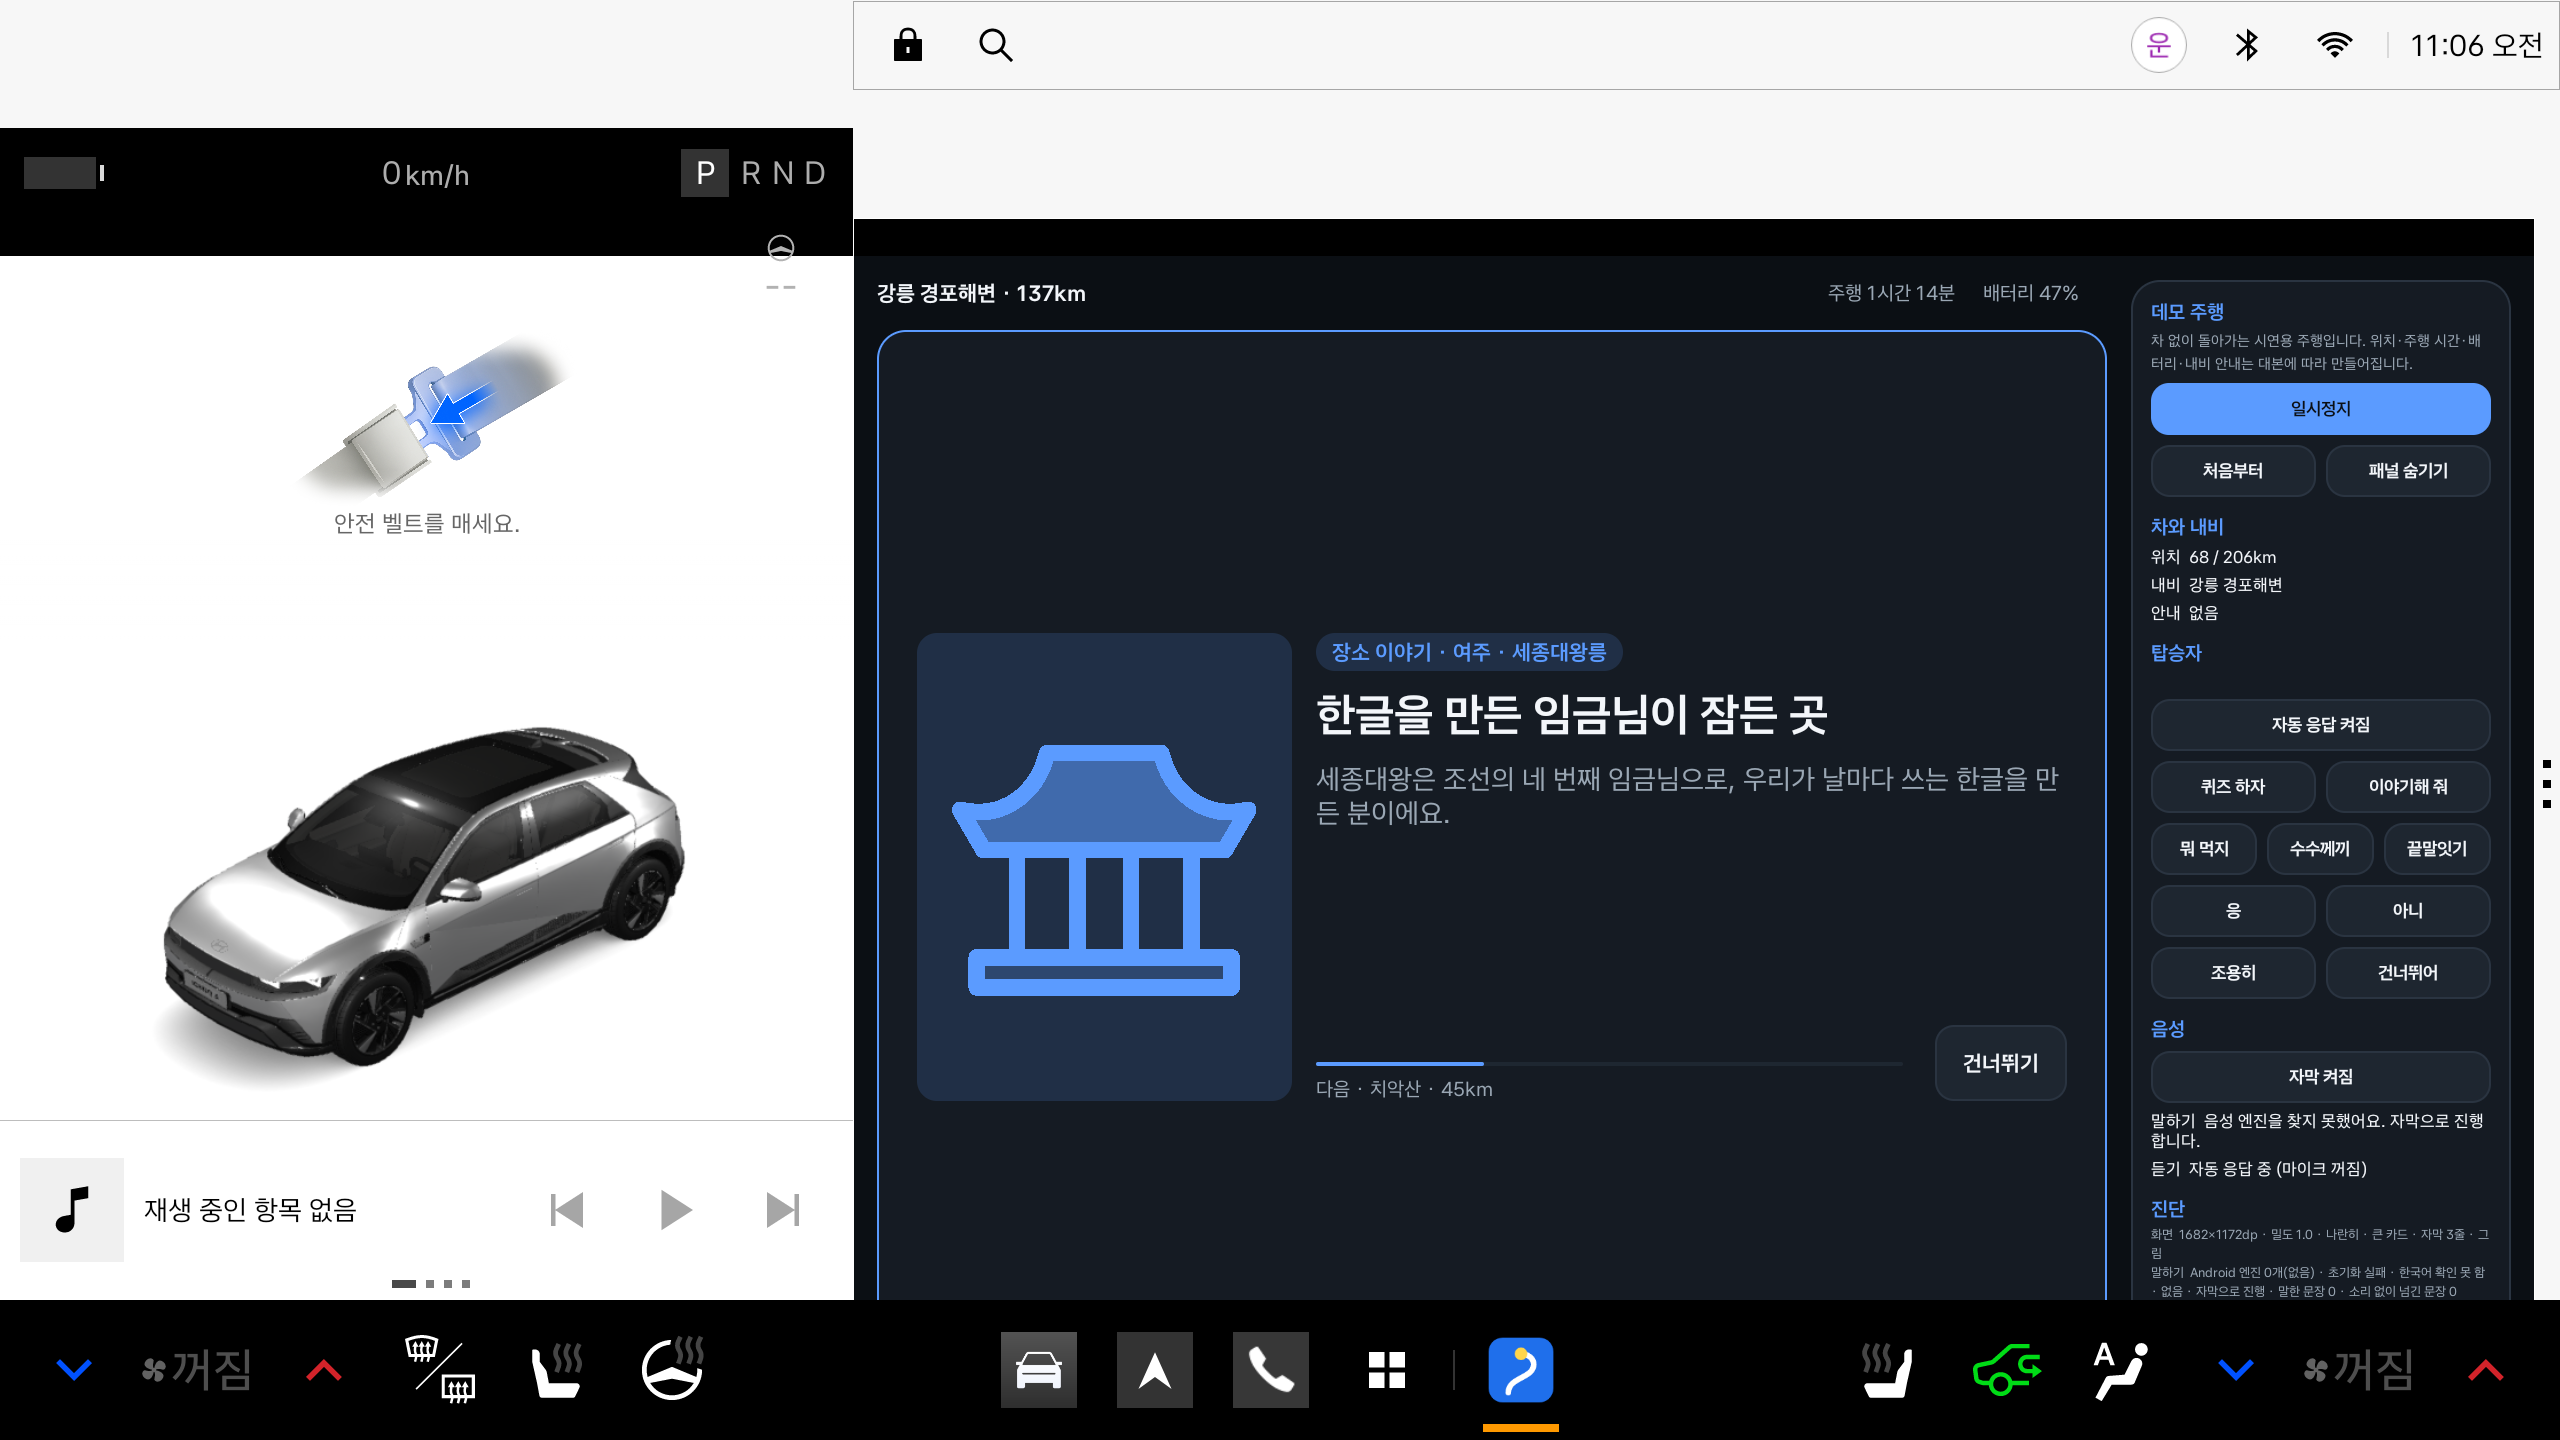 운
11:06 오전
0 km/h
P R N D
안전 벨트를 매세요.
재생 중인 항목 없음
강릉 경포해변 · 137km
주행 1시간 14분
배터리 47%
장소 이야기 · 여주 · 세종대왕릉
한글을 만든 임금님이 잠든 곳
세종대왕은 조선의 네 번째 임금님으로, 우리가 날마다 쓰는 한글을 만
든 분이에요.
다음 · 치악산 · 45km
건너뛰기
데모 주행
차 없이 돌아가는 시연용 주행입니다. 위치·주행 시간·배
터리·내비 안내는 대본에 따라 만들어집니다.
일시정지
처음부터
패널 숨기기
차와 내비
위치 68 / 206km
내비 강릉 경포해변
안내 없음
탑승자
자동 응답 켜짐
퀴즈 하자
이야기해 줘
뭐 먹지
수수께끼
끝말잇기
응
아니
조용히
건너뛰어
음성
자막 켜짐
말하기 음성 엔진을 찾지 못했어요. 자막으로 진행
합니다.
듣기 자동 응답 중 (마이크 꺼짐)
진단
화면 1682×1172dp · 밀도 1.0 · 나란히 · 큰 카드 · 자막 3줄 · 그
림
말하기 Android 엔진 0개(없음) · 초기화 실패 · 한국어 확인 못 함
· 없음 · 자막으로 진행 · 말한 문장 0 · 소리 없이 넘긴 문장 0
꺼짐
A
꺼짐